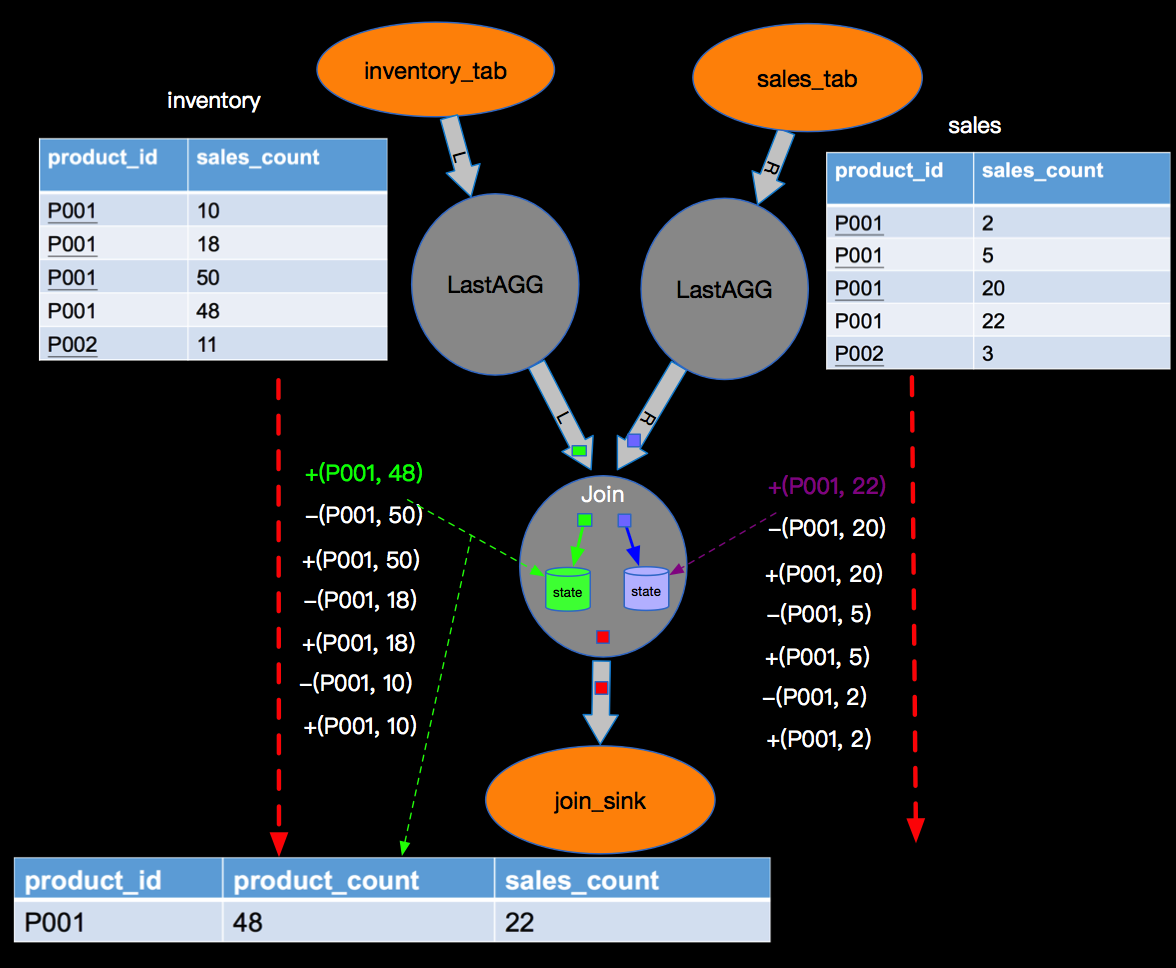 inventory_tab
sales_tab
inventory
sales
product_id sales_count
P001 10
P001 18
P001 50
P001 48
P002 11
product_id sales_count
P001 2
P001 5
P001 20
P001 22
P002 3
L
R
LastAGG
LastAGG
L
R
+(P001, 48)
−(P001, 50)
+(P001, 50)
−(P001, 18)
+(P001, 18)
−(P001, 10)
+(P001, 10)
Join
state
state
+(P001, 22)
−(P001, 20)
+(P001, 20)
−(P001, 5)
+(P001, 5)
−(P001, 2)
+(P001, 2)
join_sink
product_id product_count sales_count
P001 48 22